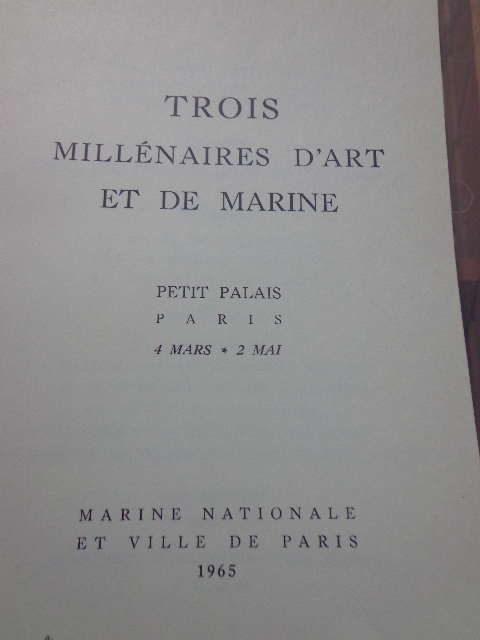 TROIS
MILLÉNAIRES D'ART
ET DE MARINE
PETIT PALAIS
PARIS
4 MARS * 2 MAI
MARINE NATIONALE
ET VILLE DE PARIS
1965